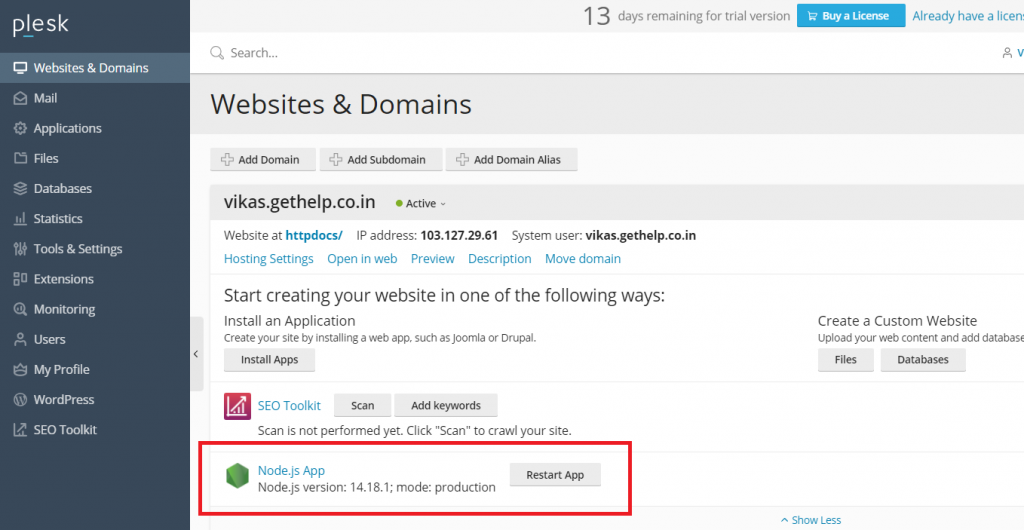 plesk
13 days remaining for trial version Buy a License Already have a licens
Search...
V
Websites & Domains
Mail
Applications
Files
Databases
Statistics
Tools & Settings
Extensions
Monitoring
Users
My Profile
WordPress
SEO Toolkit
Websites & Domains
Add Domain Add Subdomain Add Domain Alias
vikas.gethelp.co.in Active
Website at httpdocs/ IP address: 103.127.29.61 System user: vikas.gethelp.co.in
Hosting Settings Open in web Preview Description Move domain
Start creating your website in one of the following ways:
Install an Application
Create your site by installing a web app, such as Joomla or Drupal.
Install Apps
Create a Custom Website
Upload your web content and add database
Files Databases
SEO Toolkit Scan Add keywords
Scan is not performed yet. Click "Scan" to crawl your site.
Node.js App
Node.js version: 14.18.1; mode: production
Restart App
Show Less